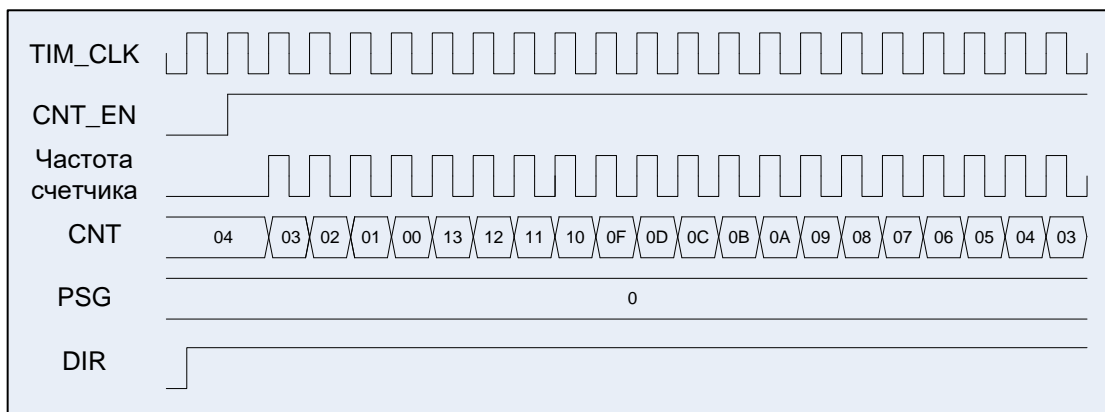 TIM_CLK
CNT_EN
Частота
счетчика
CNT 04 03 02 01 00 13 12 11 10 0F 0D 0C 0B 0A 09 08 07 06 05 04 03
PSG 0
DIR